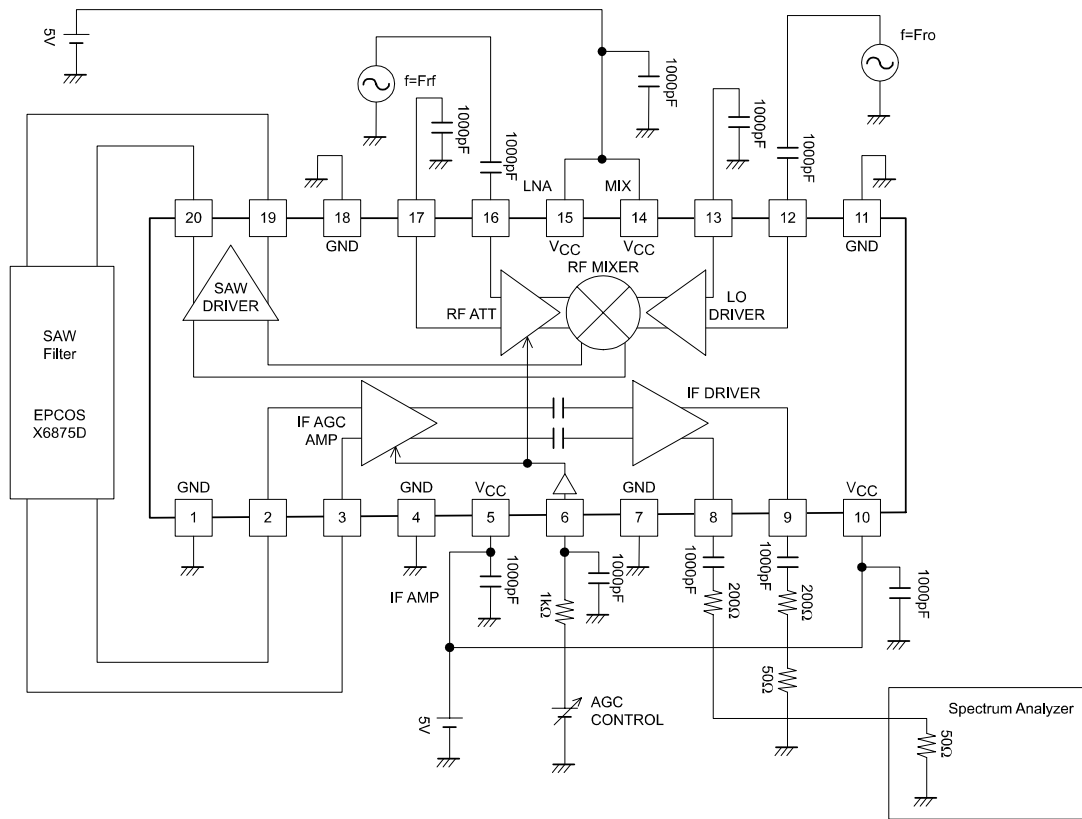 5V
f=Frf
1000pF
1000pF
1000pF
1000pF
1000pF
f=Fro
LNA
MIX
20
19
18
17
16
15
14
13
12
11
GND
VCC
VCC
GND
SAW
DRIVER
RF ATT
RF MIXER
LO
DRIVER
SAW
Filter
EPCOS
X6875D
IF AGC
AMP
IF DRIVER
GND
GND
VCC
GND
VCC
1
2
3
4
5
6
7
8
9
10
IF AMP
1000pF
1000pF
1kΩ
1000pF
200Ω
1000pF
200Ω
50Ω
1000pF
5V
AGC
CONTROL
Spectrum Analyzer
50Ω